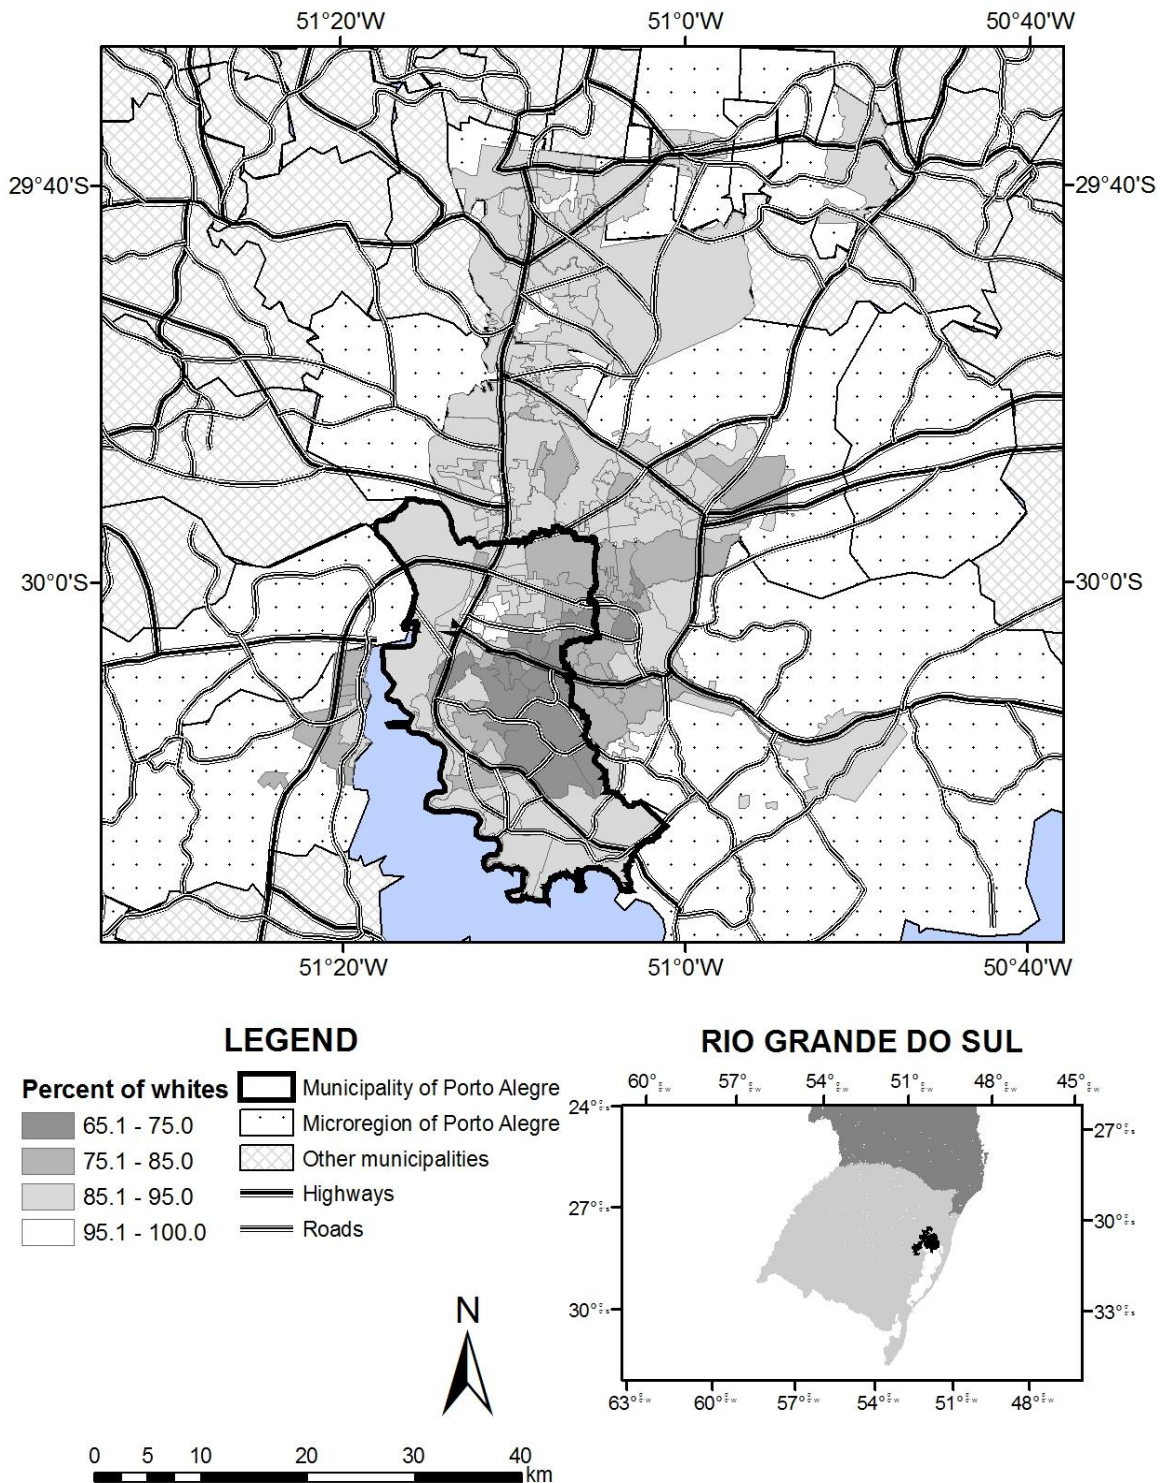 51°20'W 51°0'W 50°40'W
29°40'S 29°40'S
30°0'S 30°0'S
51°20'W 51°0'W 50°40'W
LEGEND
Percent of whites
65.1 - 75.0
75.1 - 85.0
85.1 - 95.0
95.1 - 100.0
Municipality of Porto Alegre
Microregion of Porto Alegre
Other municipalities
Highways
Roads
RIO GRANDE DO SUL
60° 57° 54° 51° 48° 45°
24° 27°
27° 30°
30° 33°
63° 60° 57° 54° 51° 48°
N
0 5 10 20 30 40
km